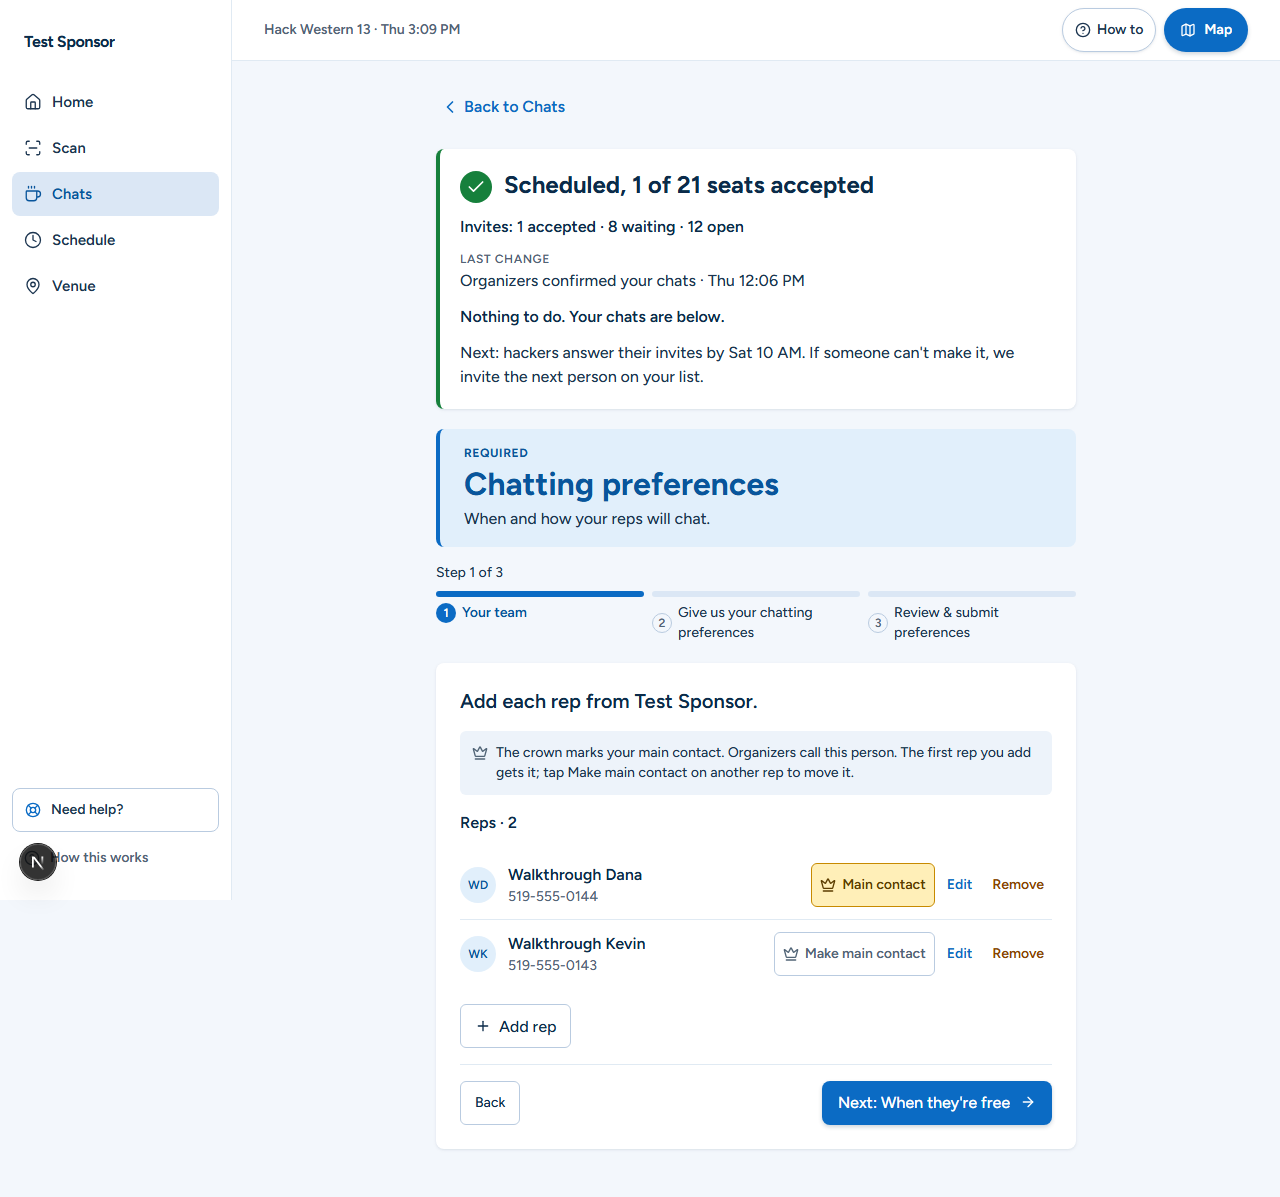 Test Sponsor
Home
Scan
Chats
Schedule
Venue
Need help?
How this works
N
Hack Western 13 · Thu 3:09 PM
How to
Map
Back to Chats
Scheduled, 1 of 21 seats accepted
Invites: 1 accepted · 8 waiting · 12 open
LAST CHANGE
Organizers confirmed your chats · Thu 12:06 PM
Nothing to do. Your chats are below.
Next: hackers answer their invites by Sat 10 AM. If someone can't make it, we
invite the next person on your list.
REQUIRED
Chatting preferences
When and how your reps will chat.
Step 1 of 3
1 Your team
2 Give us your chatting
preferences
3 Review & submit
preferences
Add each rep from Test Sponsor.
The crown marks your main contact. Organizers call this person. The first rep you add
gets it; tap Make main contact on another rep to move it.
Reps · 2
WD Walkthrough Dana
519-555-0144
Main contact Edit Remove
WK Walkthrough Kevin
519-555-0143
Make main contact Edit Remove
Add rep
Back
Next: When they're free